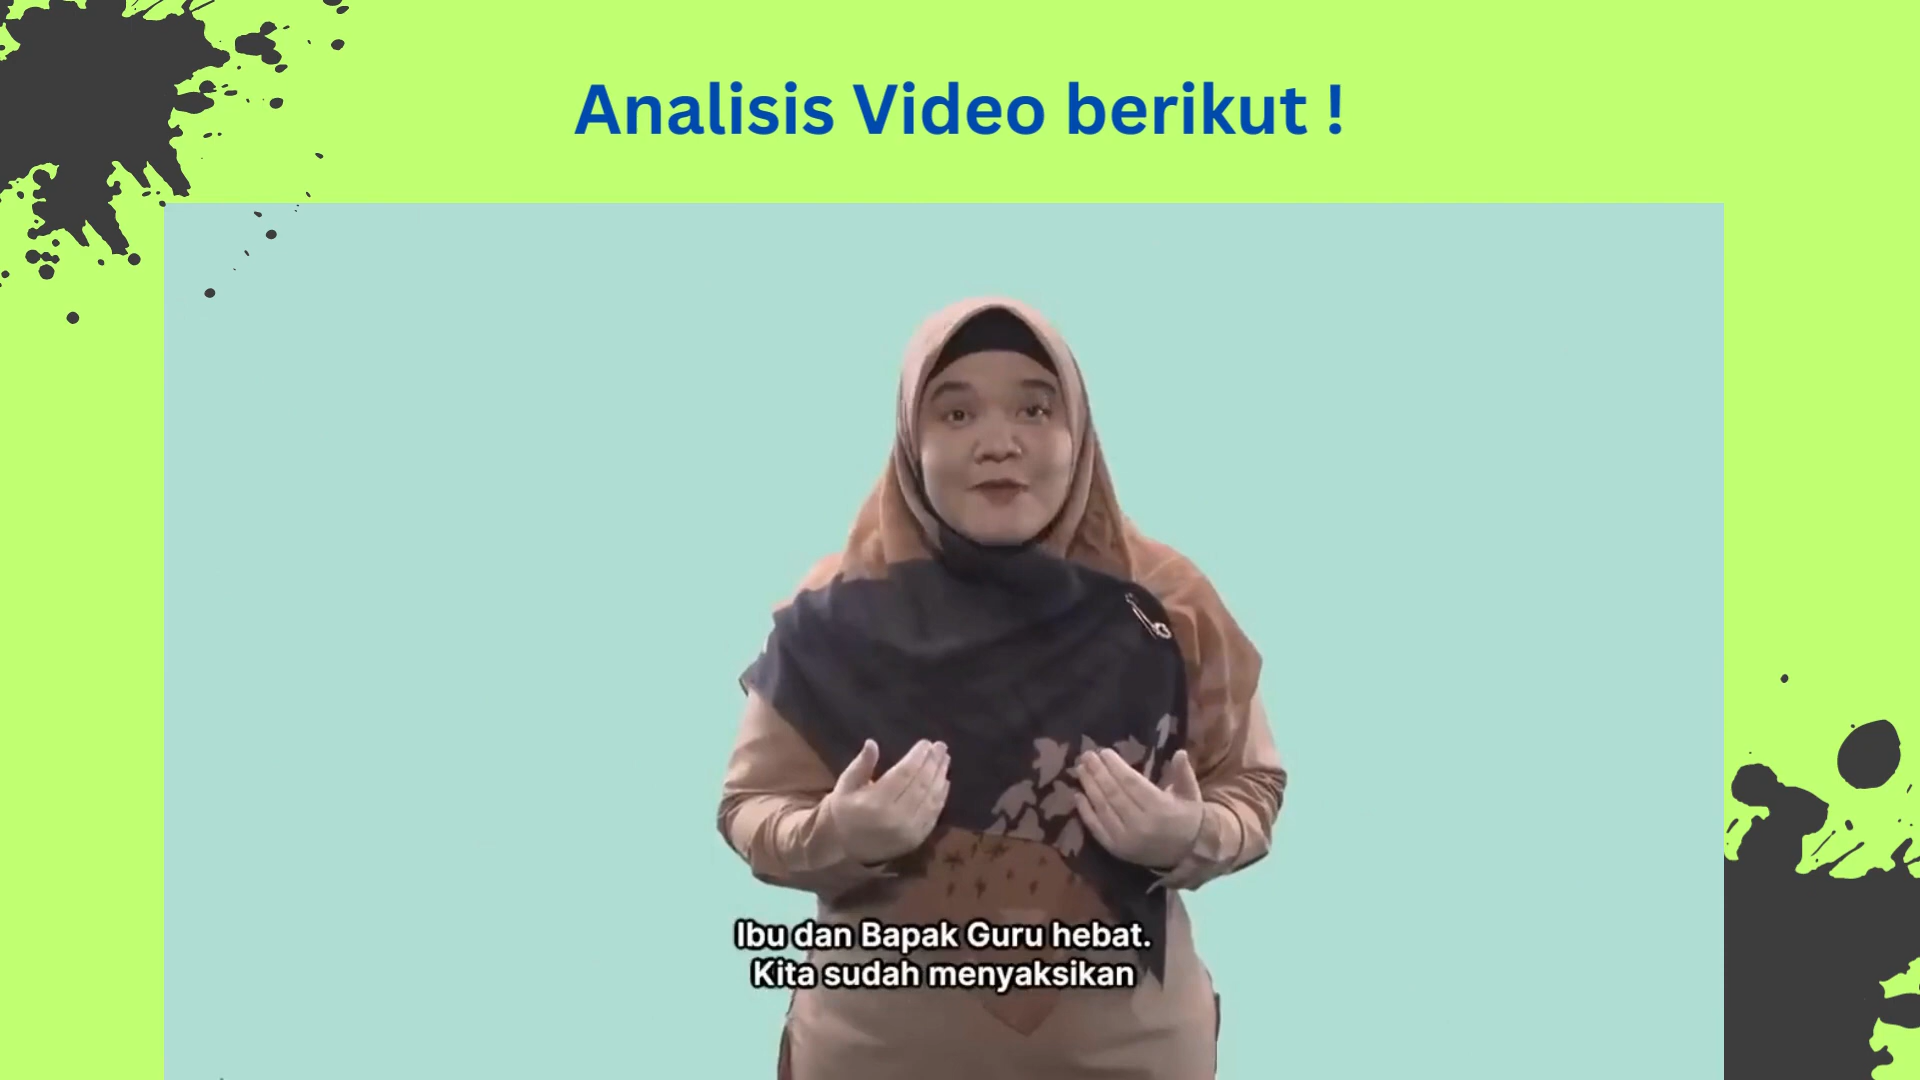 Analisis Video berikut !
Ibu dan Bapak Guru hebat.
Kita sudah menyaksikan